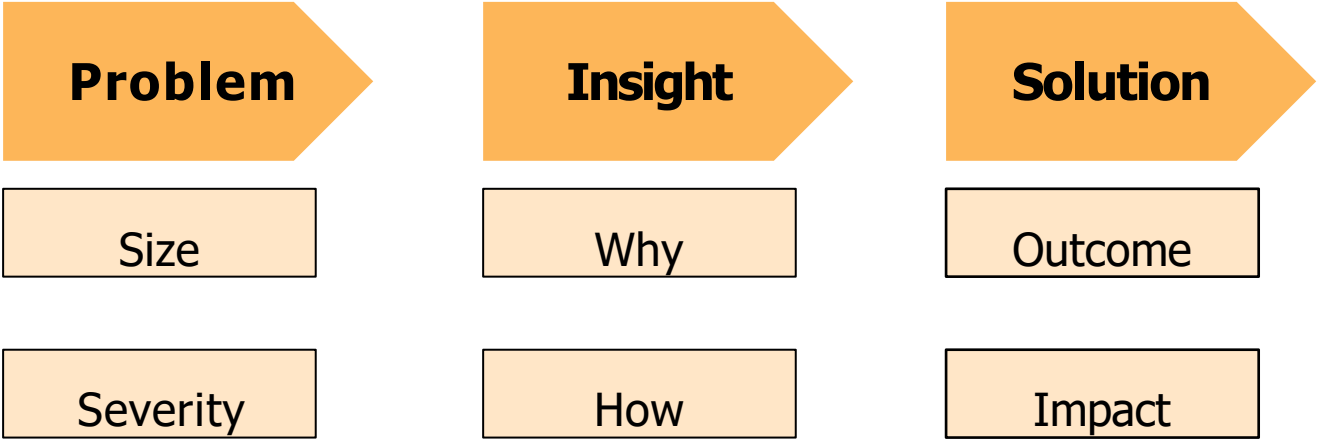 Problem
Insight
Solution
Size
Why
Outcome
Severity
How
Impact